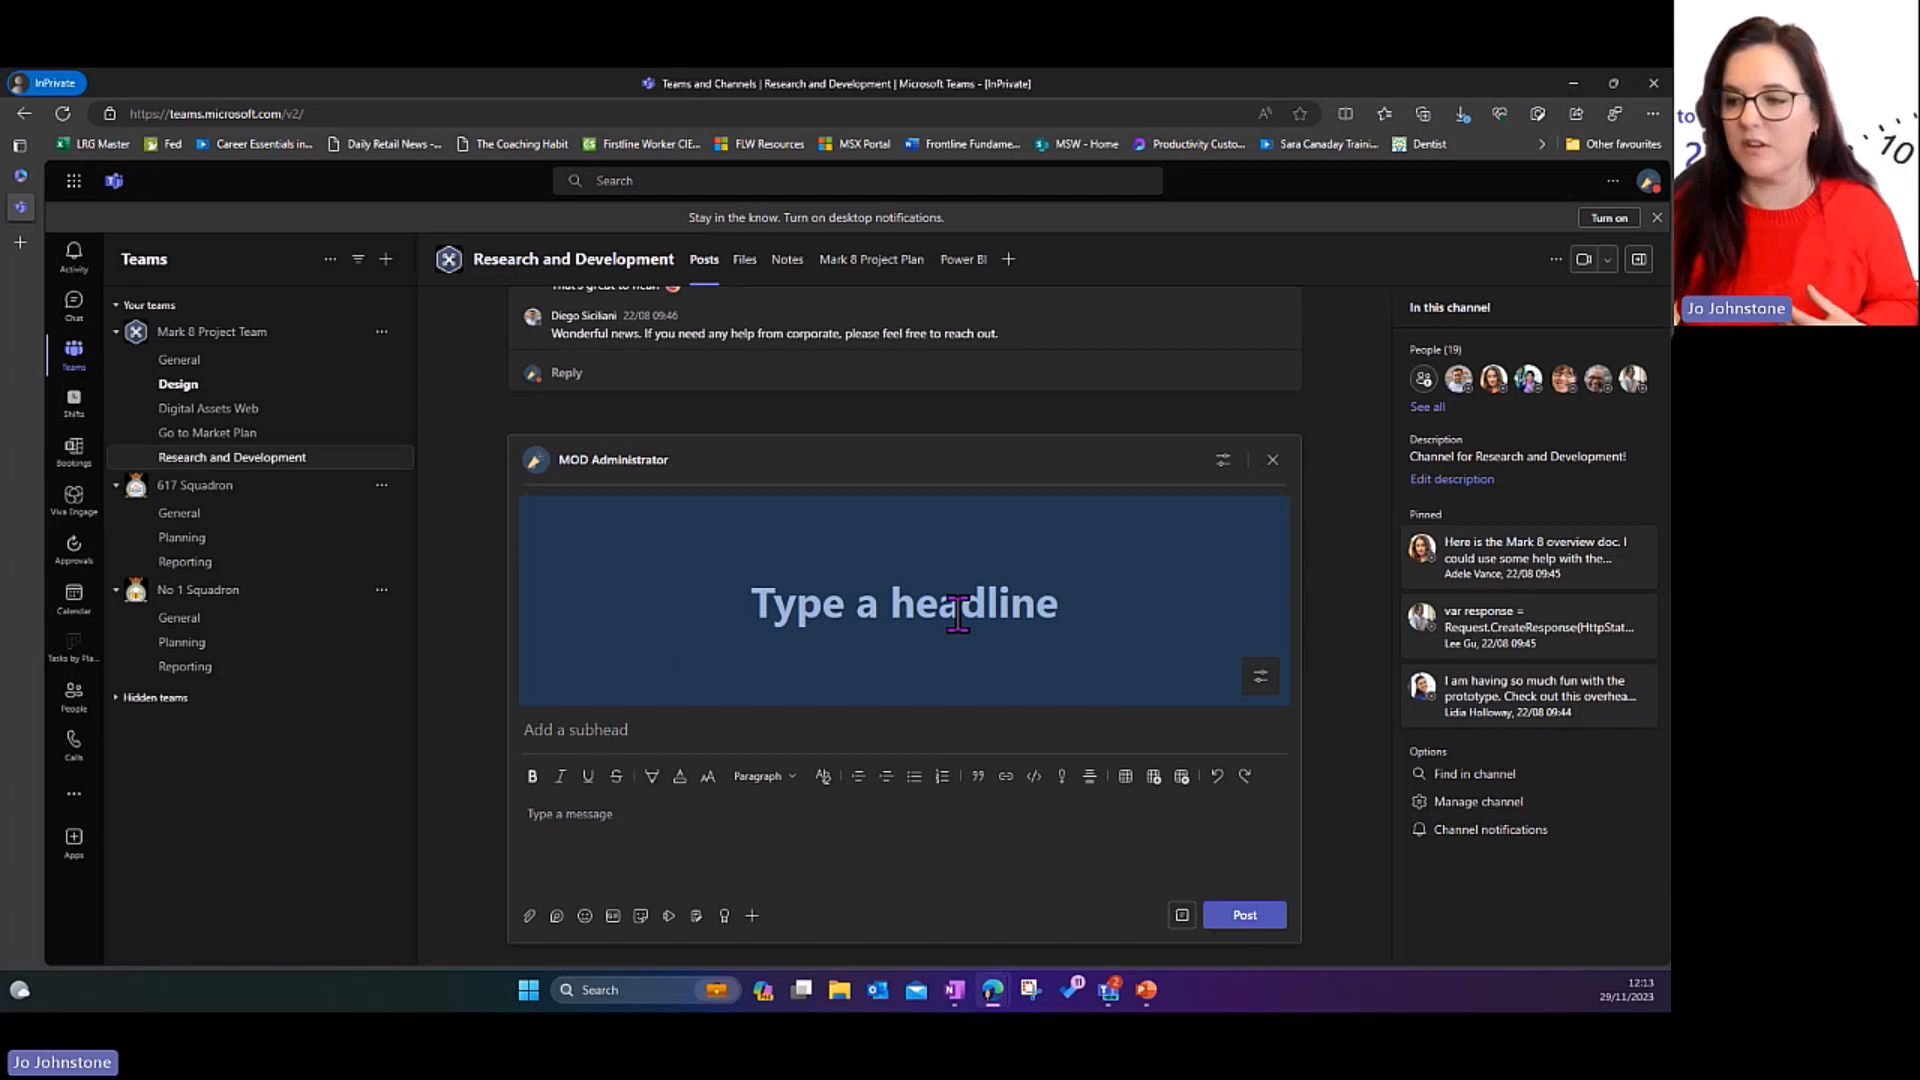 InPrivate
Teams and Channels | Research and Development | Microsoft Teams - [InPrivate]
https://teams.microsoft.com/v2/
LRG Master
Fed
Career Essentials in...
Daily Retail News -...
The Coaching Habit
Firstline Worker CIE...
FLW Resources
MSX Portal
Frontline Fundame...
MSW - Home
Productivity Custo...
Sara Canaday Traini...
Dentist
Other favourites
Search
Stay in the know. Turn on desktop notifications.
Turn on
Activity
Chat
Teams
Shifts
Bookings
Viva Engage
Approvals
Calendar
Tasks by Pla...
People
Calls
Apps
Teams
Your teams
Mark 8 Project Team
General
Design
Digital Assets Web
Go to Market Plan
Research and Development
617 Squadron
General
Planning
Reporting
No 1 Squadron
General
Planning
Reporting
Hidden teams
Research and Development
Posts
Files
Notes
Mark 8 Project Plan
Power BI
Diego Siciliani 22/08 09:46
Wonderful news. If you need any help from corporate, please feel free to reach out.
Reply
MOD Administrator
Type a headline
Add a subhead
Paragraph
Type a message
Post
In this channel
People (19)
See all
Description
Channel for Research and Development!
Edit description
Pinned
Here is the Mark 8 overview doc. I
could use some help with the...
Adele Vance, 22/08 09:45
var response =
Request.CreateResponse(HttpStat...
Lee Gu, 22/08 09:45
I am having so much fun with the
prototype. Check out this overhea...
Lidia Holloway, 22/08 09:44
Options
Find in channel
Manage channel
Channel notifications
Search
11
2
12:13
29/11/2023
to
10
Jo Johnstone
Jo Johnstone